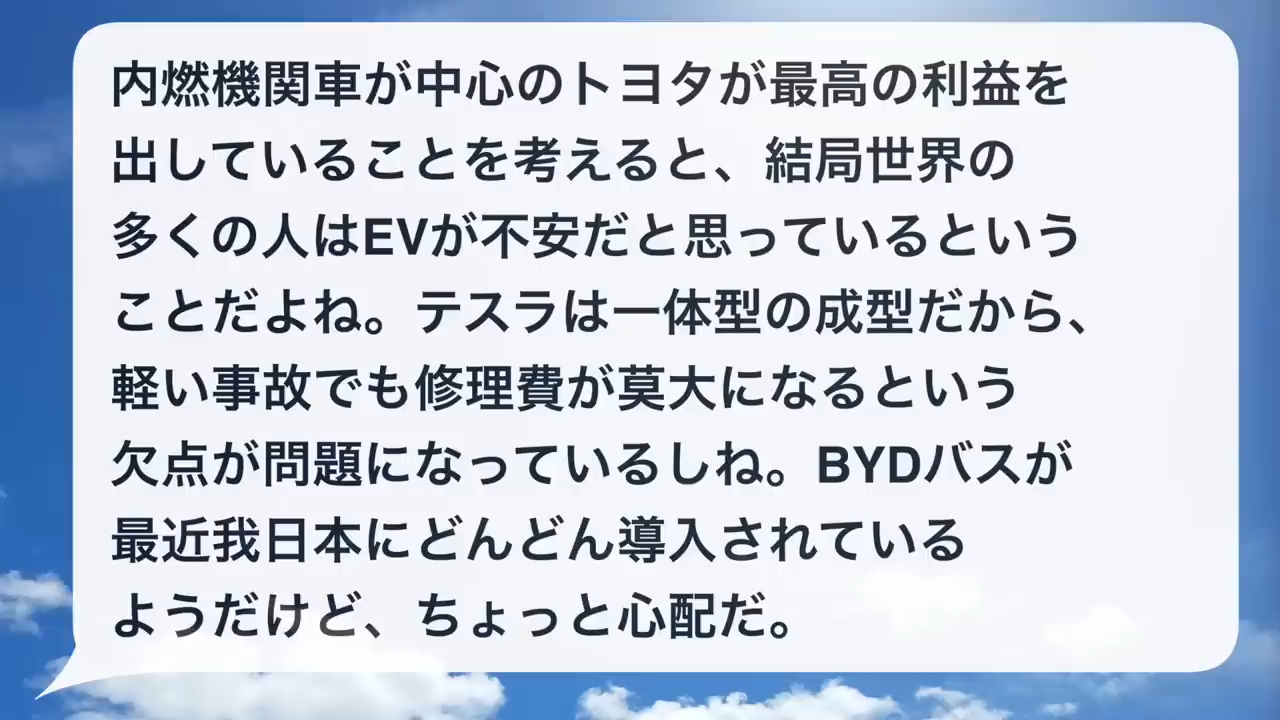 内燃機関車が中心のトヨタが最高の利益を
出していることを考えると、結局世界の
多くの人はEVが不安だと思っているという
ことだよね。テスラは一体型の成型だから、
軽い事故でも修理費が莫大になるという
欠点が問題になっているしね。BYDバスが
最近我日本にどんどん導入されている
ようだけど、ちょっと心配だ。